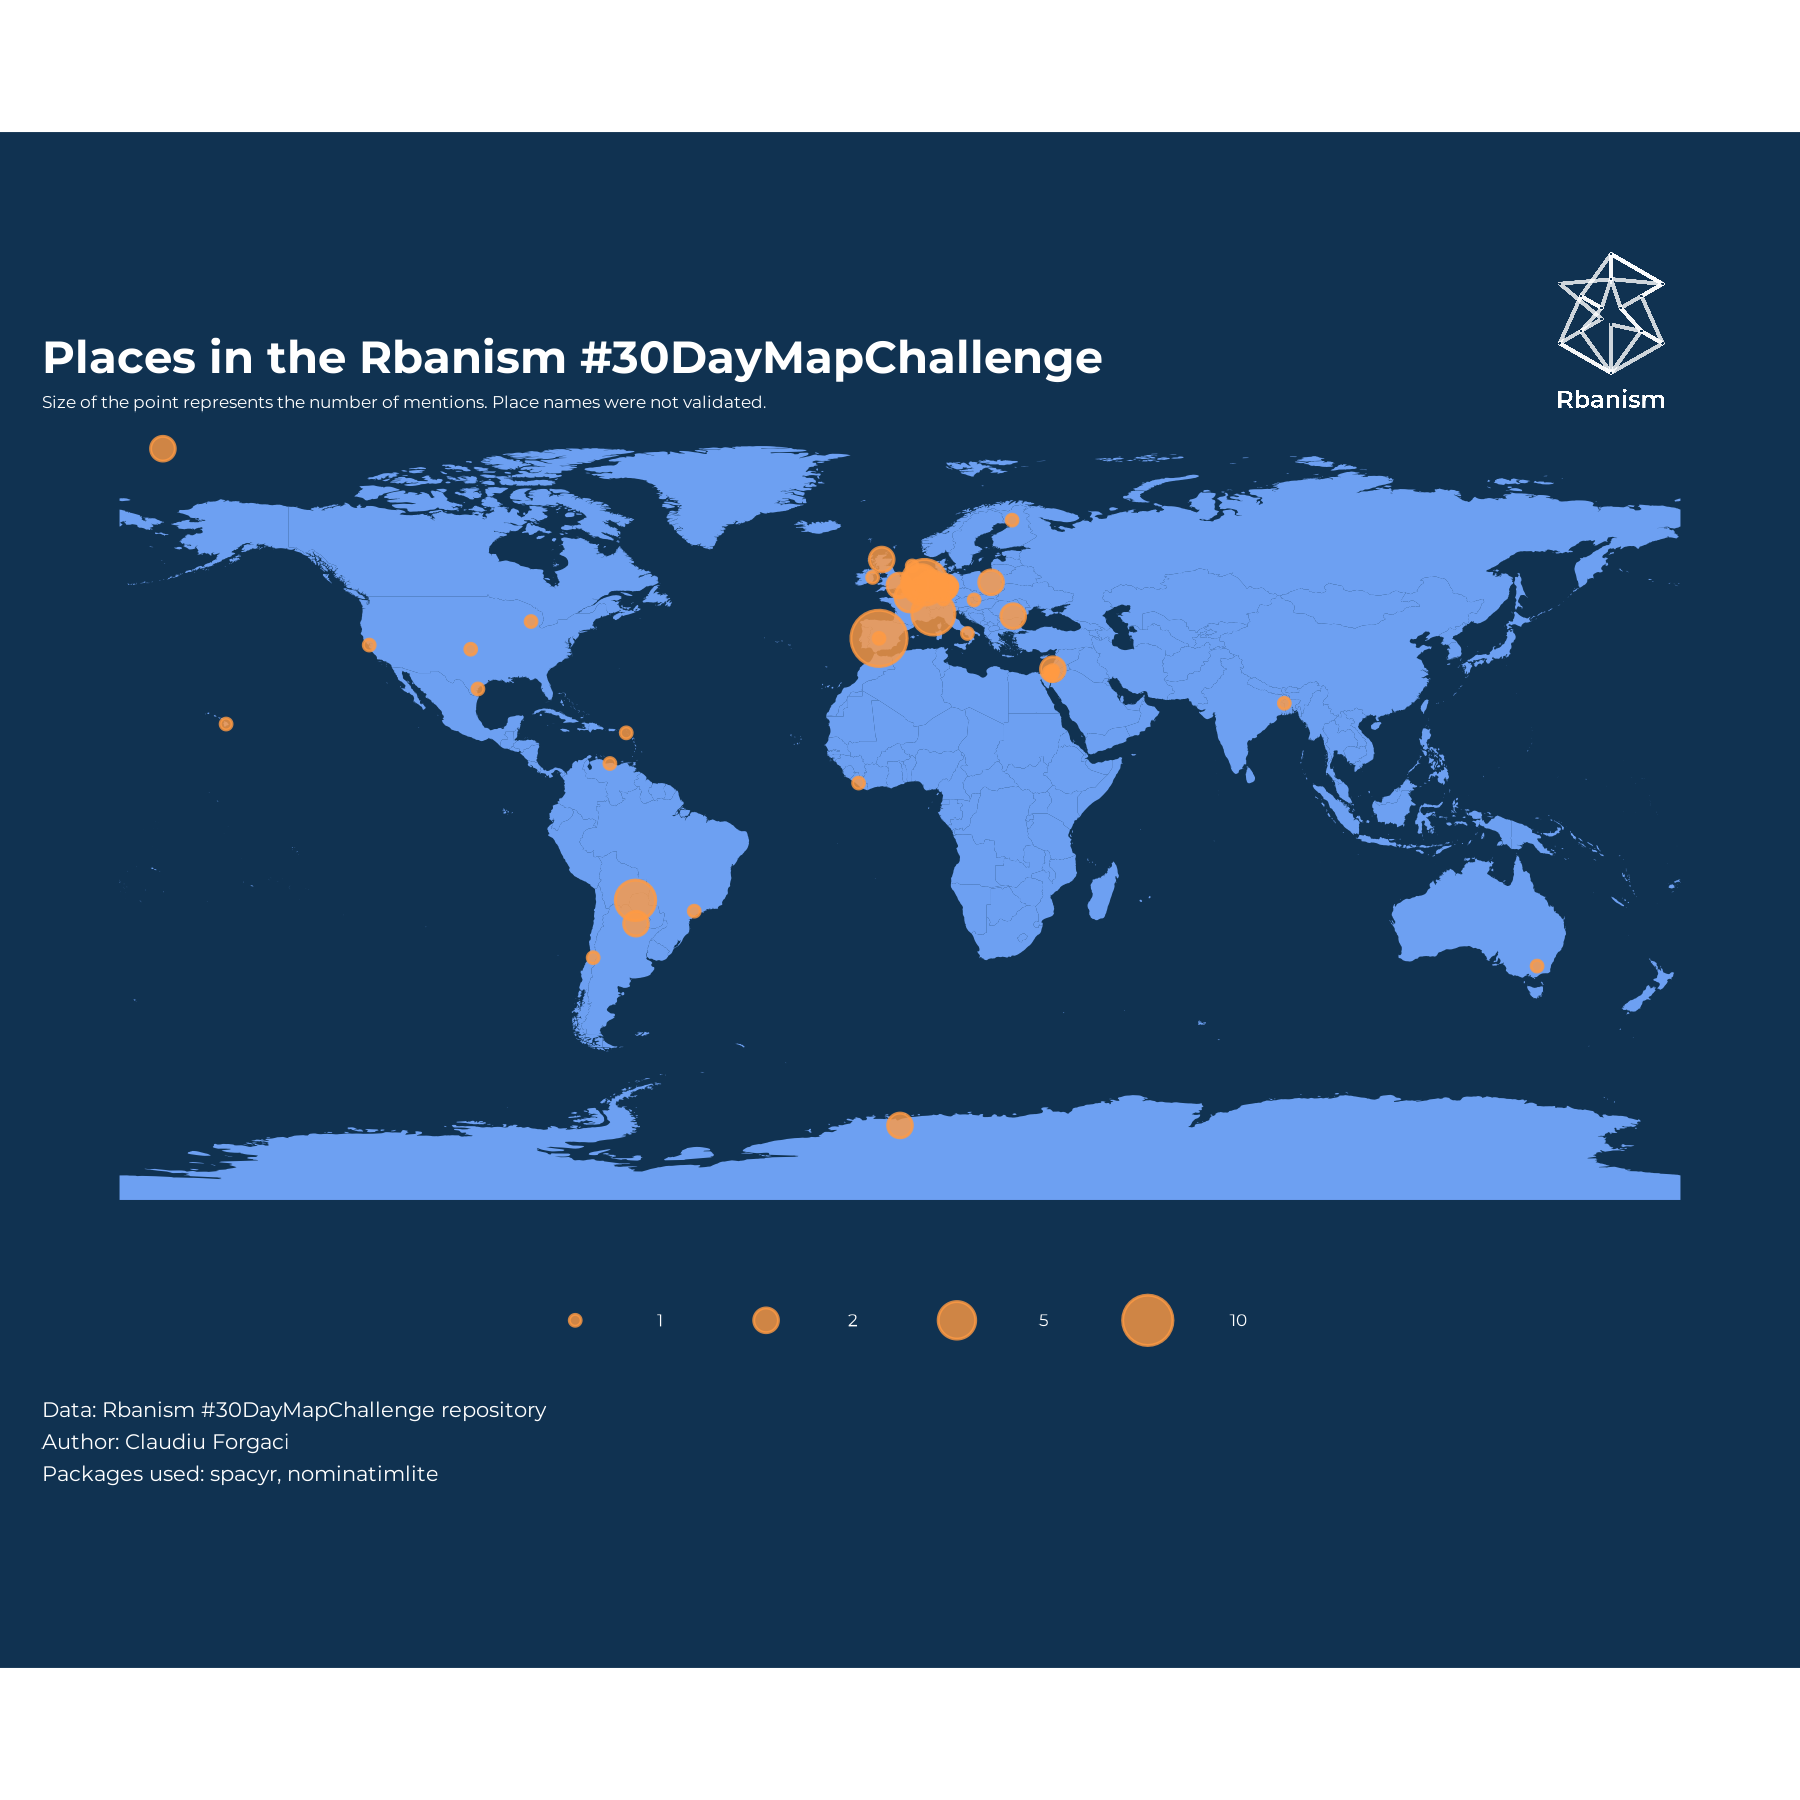 Places in the Rbanism #30DayMapChallenge
Size of the point represents the number of mentions. Place names were not validated.
Rbanism
1 2 5 10
Data: Rbanism #30DayMapChallenge repository
Author: Claudiu Forgaci
Packages used: spacyr, nominatimlite